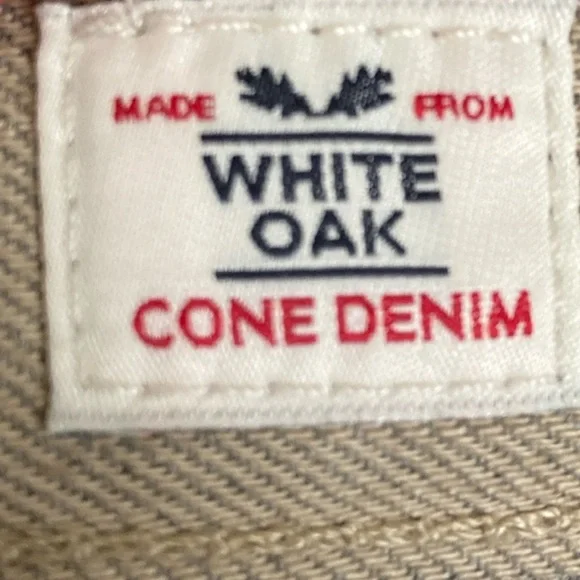 MADE FROM
WHITE
OAK
CONE DENIM